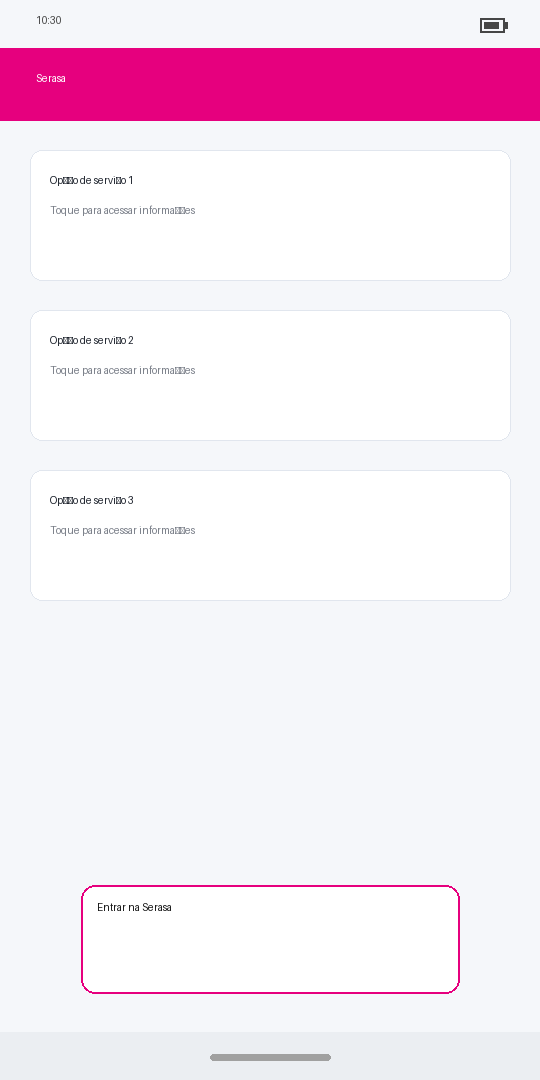 10:30
Serasa
de 1
Toque para acessar
de 2
Toque para acessar
de 3
Toque para acessar
Entrar na Serasa